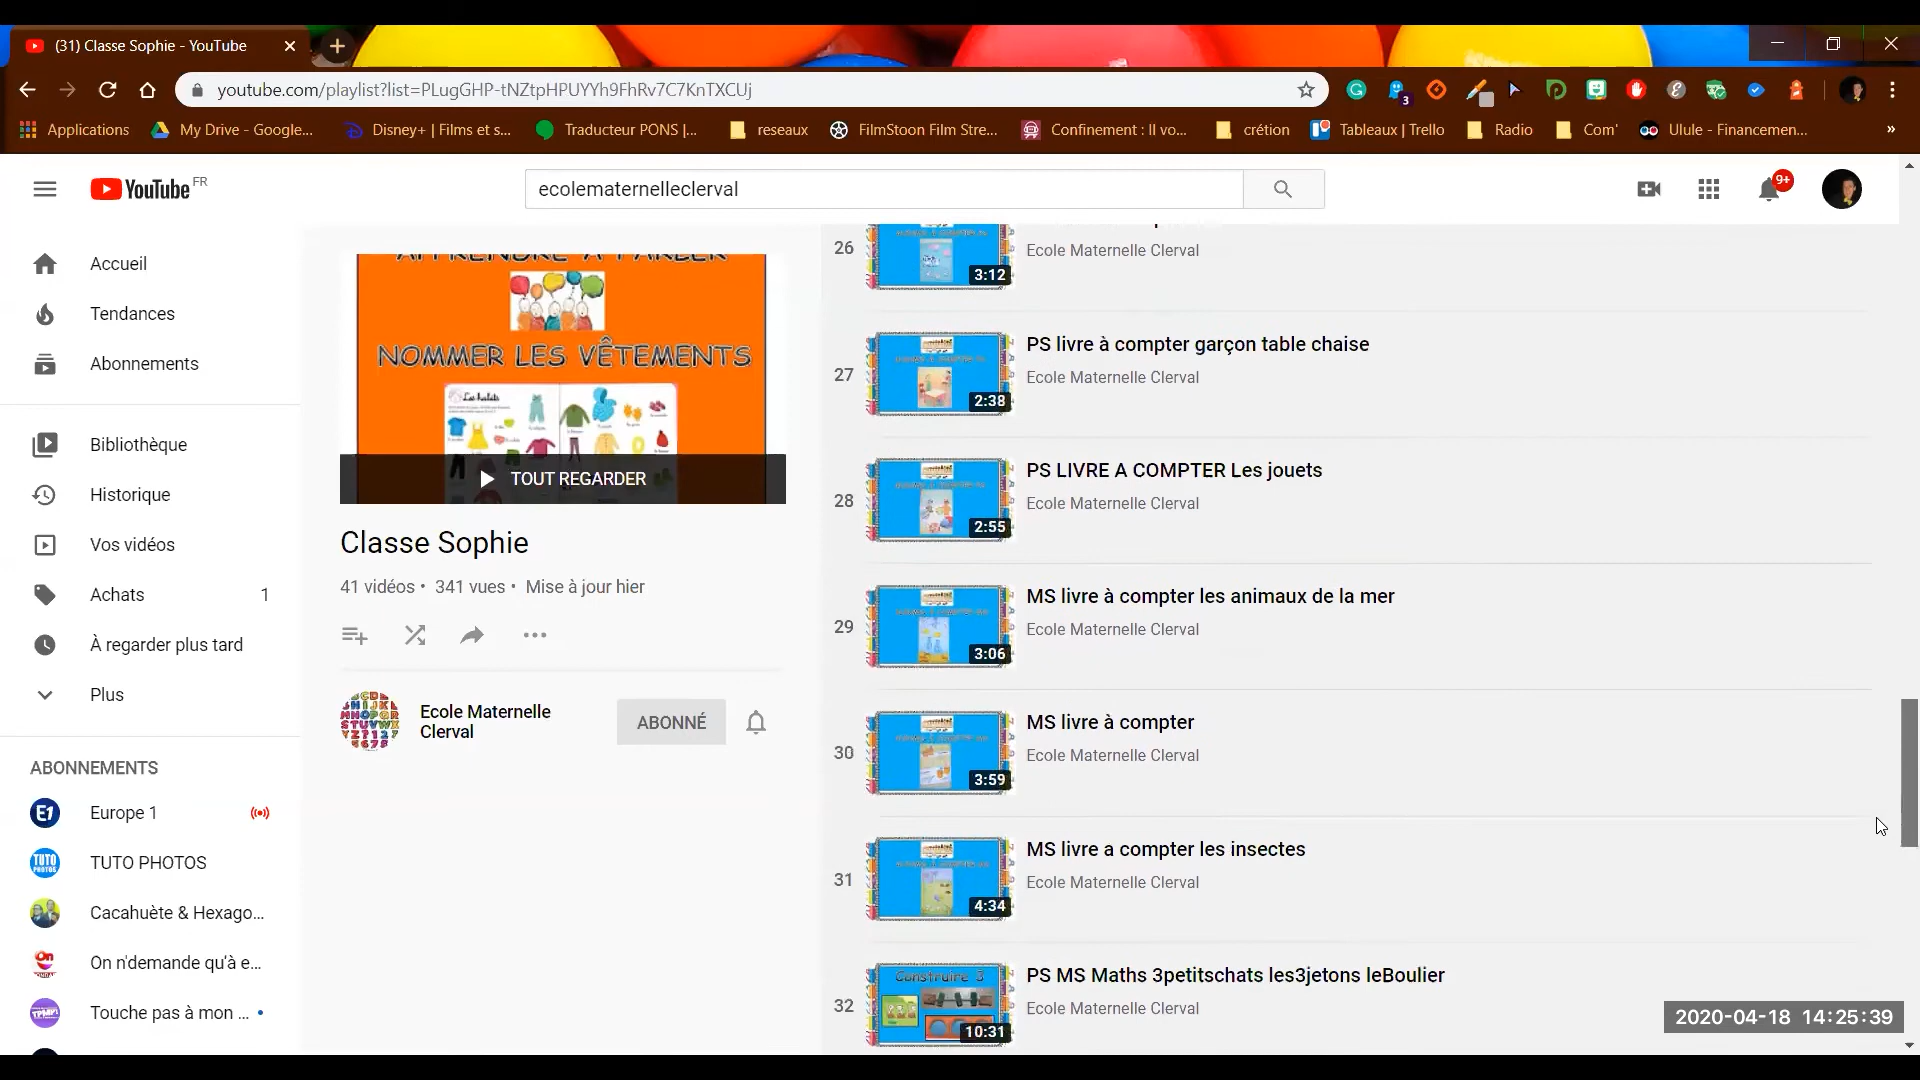 (31) Classe Sophie - YouTube
youtube.com/playlist?list=PLugGHP-tNZtpHPUYYh9FhRv7C7KnTXCUj
3
Applications
My Drive - Google...
Disney+ | Films et s...
Traducteur PONS |...
reseaux
FilmStoon Film Stre...
Confinement : Il vo...
crétion
Tableaux | Trello
Radio
Com'
Ulule - Financemen...
»
YouTube FR
ecolematernelleclerval
9+
Accueil
Tendances
Abonnements
Bibliothèque
Historique
Vos vidéos
Achats 1
À regarder plus tard
Plus
ABONNEMENTS
Europe 1
TUTO PHOTOS
Cacahuète & Hexago...
On n'demande qu'à e...
Touche pas à mon ...
APPRENDRE A PARLER
NOMMER LES VÊTEMENTS
TOUT REGARDER
Classe Sophie
41 vidéos • 341 vues • Mise à jour hier
Ecole Maternelle
Clerval
ABONNÉ
26
3:12
Ecole Maternelle Clerval
27
2:38
PS livre à compter garçon table chaise
Ecole Maternelle Clerval
28
2:55
PS LIVRE A COMPTER Les jouets
Ecole Maternelle Clerval
29
3:06
MS livre à compter les animaux de la mer
Ecole Maternelle Clerval
30
3:59
MS livre à compter
Ecole Maternelle Clerval
31
4:34
MS livre a compter les insectes
Ecole Maternelle Clerval
32
Construire 3
10:31
PS MS Maths 3petitschats les3jetons leBoulier
Ecole Maternelle Clerval
2020-04-18 14:25:39